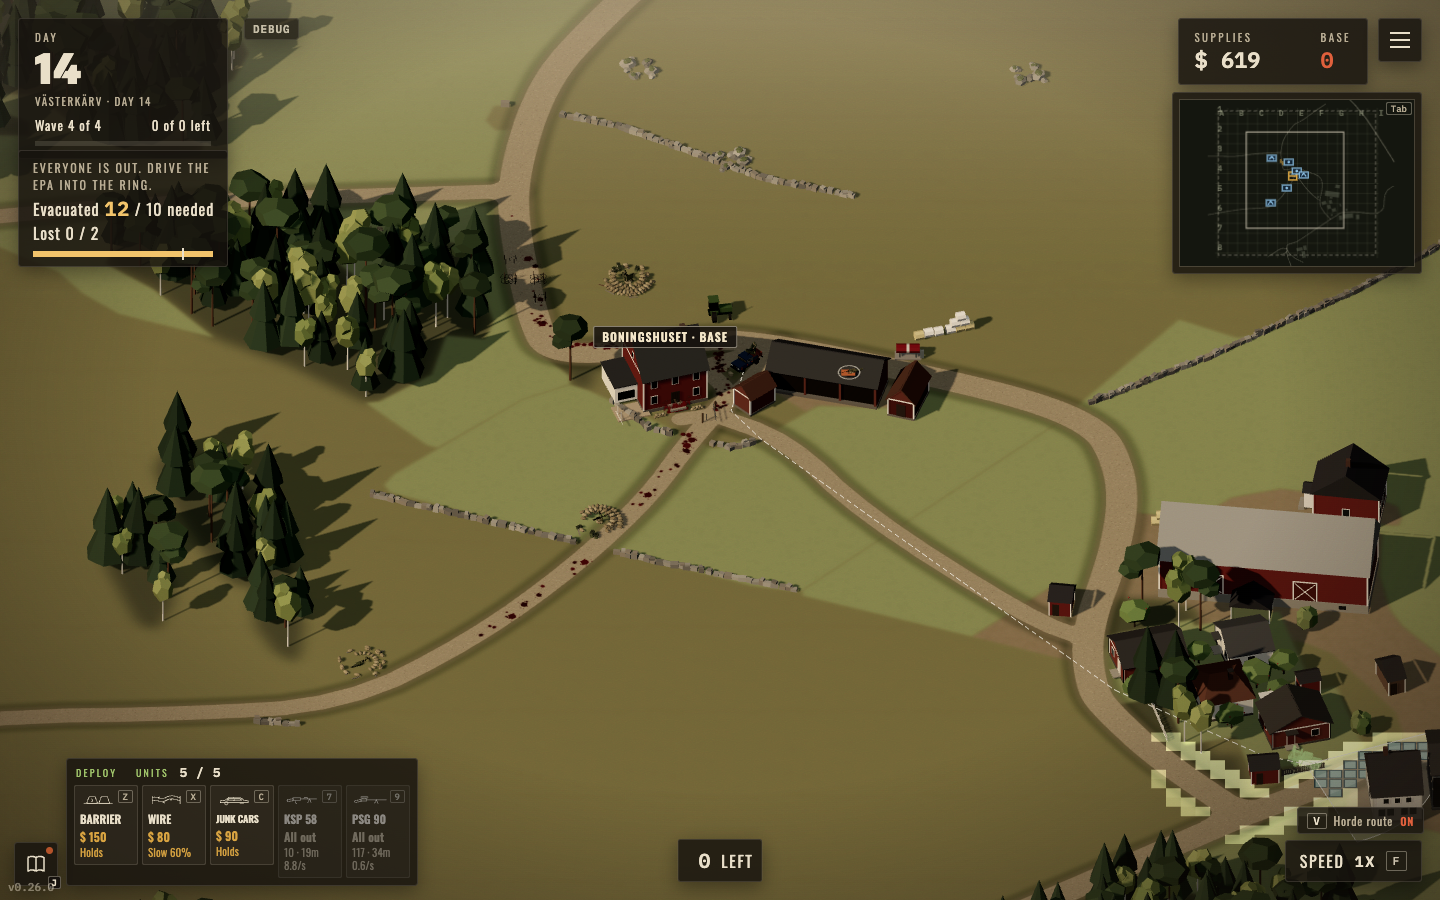 DAY
14
VÄSTERKÄRV · DAY 14
Wave 4 of 4 0 of 0 left
EVERYONE IS OUT. DRIVE THE
EPA INTO THE RING.
Evacuated 12 / 10 needed
Lost 0 / 2
DEBUG
SUPPLIES BASE
$ 619 0
Tab
BONINGSHUSET · BASE
DEPLOY UNITS 5 / 5
Z
BARRIER
$ 150
Holds
X
WIRE
$ 80
Slow 60%
C
JUNK CARS
$ 90
Holds
7
KSP 58
All out
10 · 19m
8.8/s
9
PSG 90
All out
117 · 34m
0.6/s
J
v0.26.0
0 LEFT
V Horde route ON
SPEED 1X F